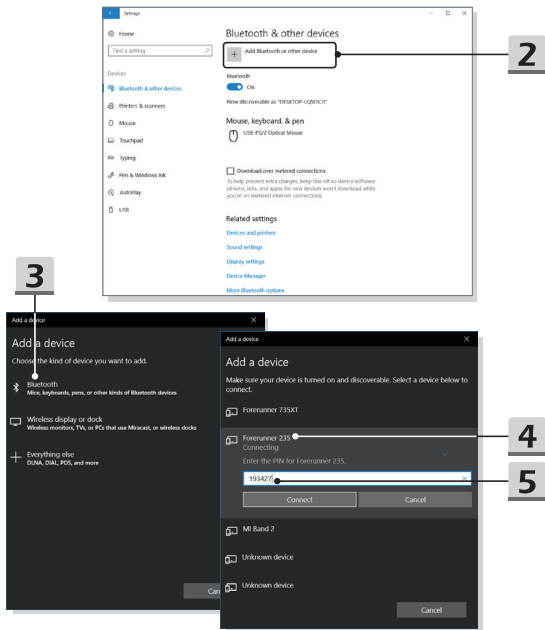 Settings
Home
Find a setting
Devices
Bluetooth & other devices
Printers & scanners
Mouse
Touchpad
Typing
Pen & Windows Ink
AutoPlay
USB
Bluetooth & other devices
Add Bluetooth or other device
2
Bluetooth
On
Now discoverable as "DESKTOP-LQSDIOT"
Mouse, keyboard, & pen
USB-PS/2 Optical Mouse
Download over metered connections
To help prevent extra charges, keep this off so device software
(drivers, info, and apps) for new devices won't download while
you're on metered Internet connections.
Related settings
Devices and printers
Sound settings
Display settings
Device Manager
More Bluetooth options
3
Add a device
Add a device
Choose the kind of device you want to add.
Bluetooth
Mice, keyboards, pens, or other kinds of Bluetooth devices
Wireless display or dock
Wireless monitors, TVs, or PCs that use Miracast, or wireless docks
Everything else
DLNA, DIAL, POS, and more
Can
Add a device
Add a device
Make sure your device is turned on and discoverable. Select a device below to
connect.
Forerunner 735XT
Forerunner 235
4
Connecting
Enter the PIN for Forerunner 235.
193427
5
Connect
Cancel
MI Band 2
Unknown device
Unknown device
Cancel